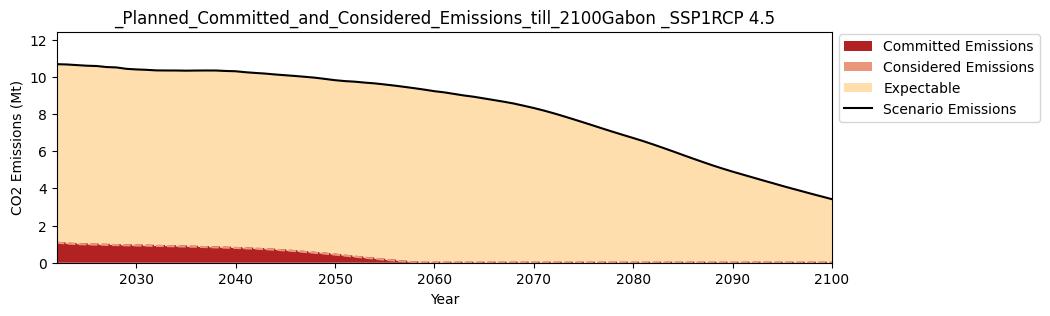 _Planned_Committed_and_Considered_Emissions_till_2100Gabon _SSP1RCP 4.5
12
10
8
6
4
2
0
CO2 Emissions (Mt)
2030
2040
2050
2060
2070
2080
2090
2100
Year
Committed Emissions
Considered Emissions
Expectable
Scenario Emissions